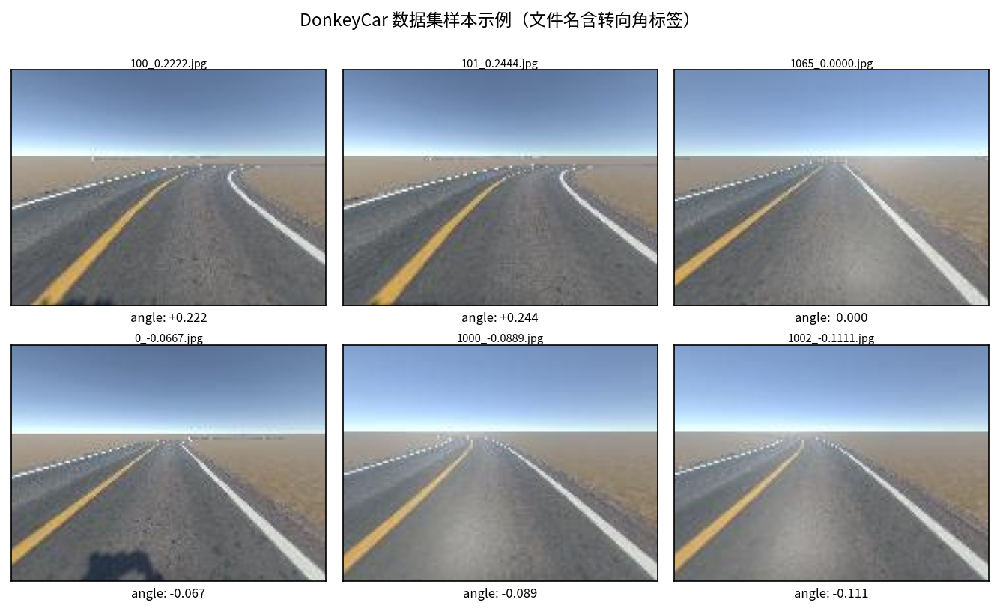 DonkeyCar 数据集样本示例（文件名含转向角标签）
100_0.2222.jpg
101_0.2444.jpg
1065_0.0000.jpg
angle: +0.222
angle: +0.244
angle: 0.000
0_-0.0667.jpg
1000_-0.0889.jpg
1002_-0.1111.jpg
angle: -0.067
angle: -0.089
angle: -0.111